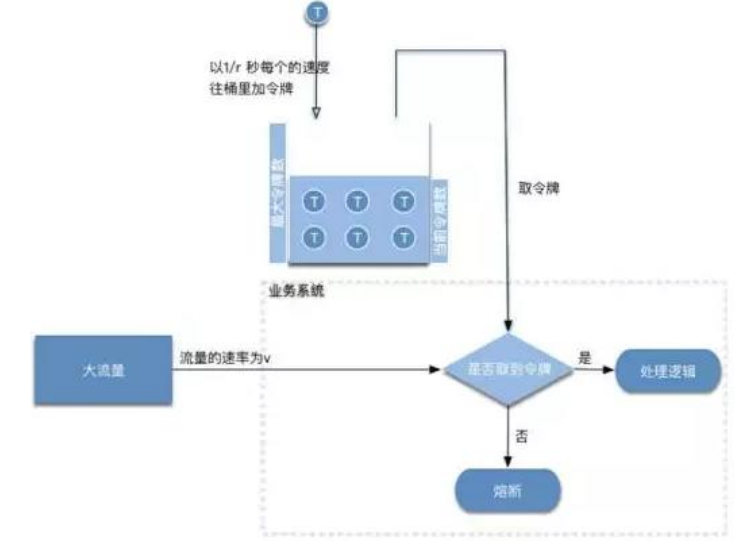 T
以1/r 秒每个的速度
往桶里加令牌
最大令牌数
T T T
T T T
当前令牌数
取令牌
业务系统
大流量
流量的速率为v
是否取到令牌
是
处理逻辑
否
熔断